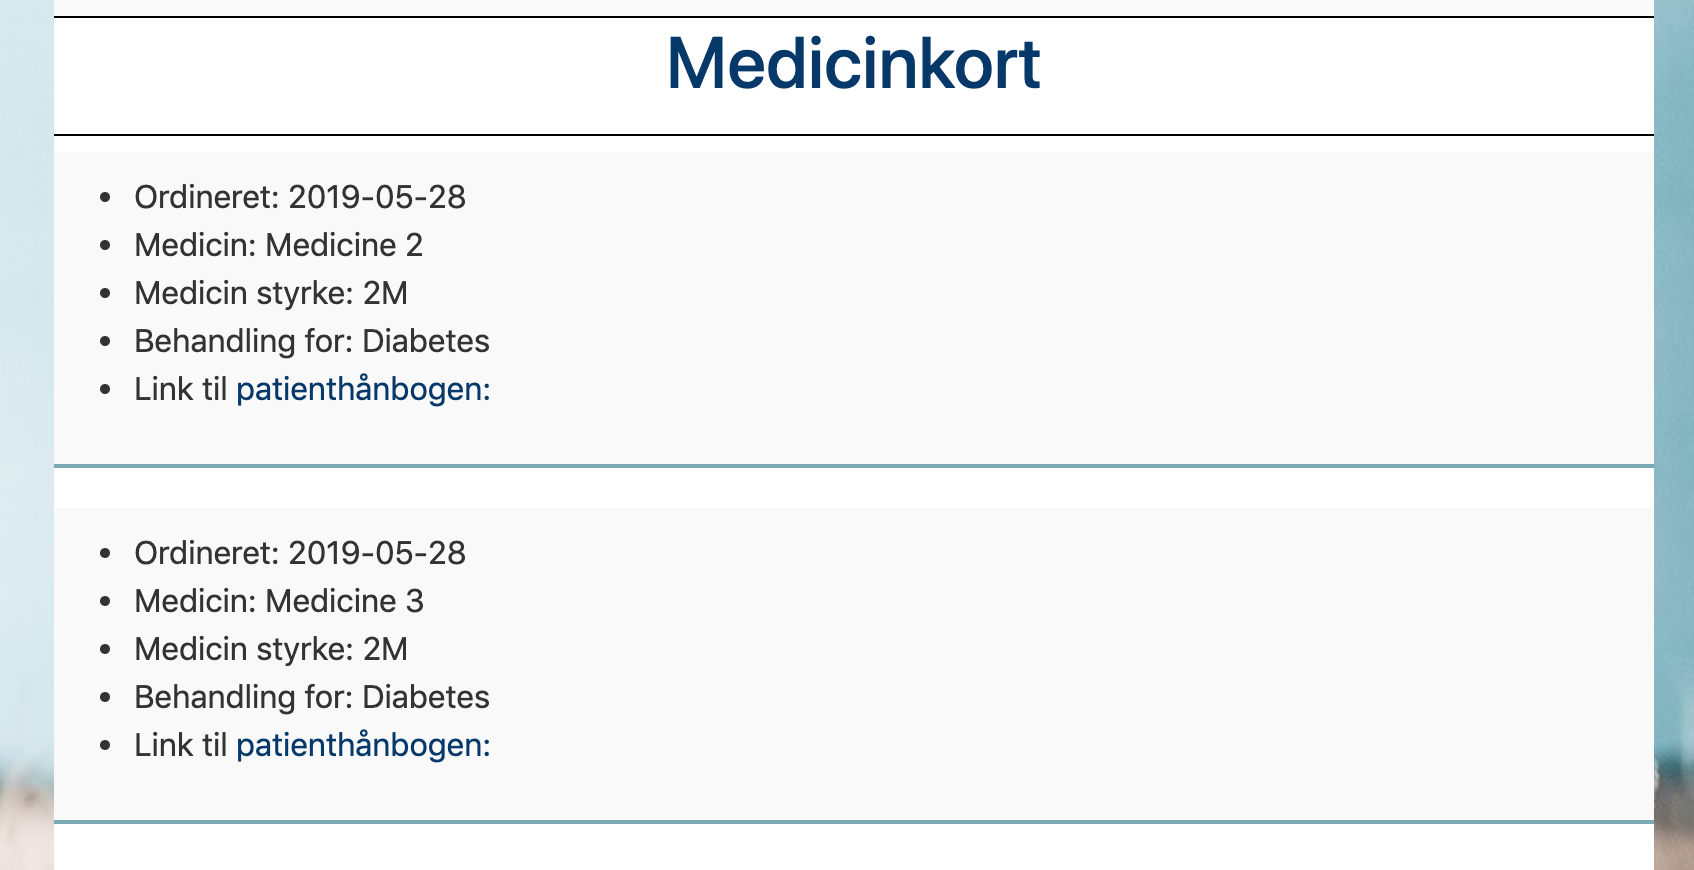 Medicinkort
Ordineret: 2019-05-28
Medicin: Medicine 2
Medicin styrke: 2M
Behandling for: Diabetes
Link til patienthånbogen:
Ordineret: 2019-05-28
Medicin: Medicine 3
Medicin styrke: 2M
Behandling for: Diabetes
Link til patienthånbogen: